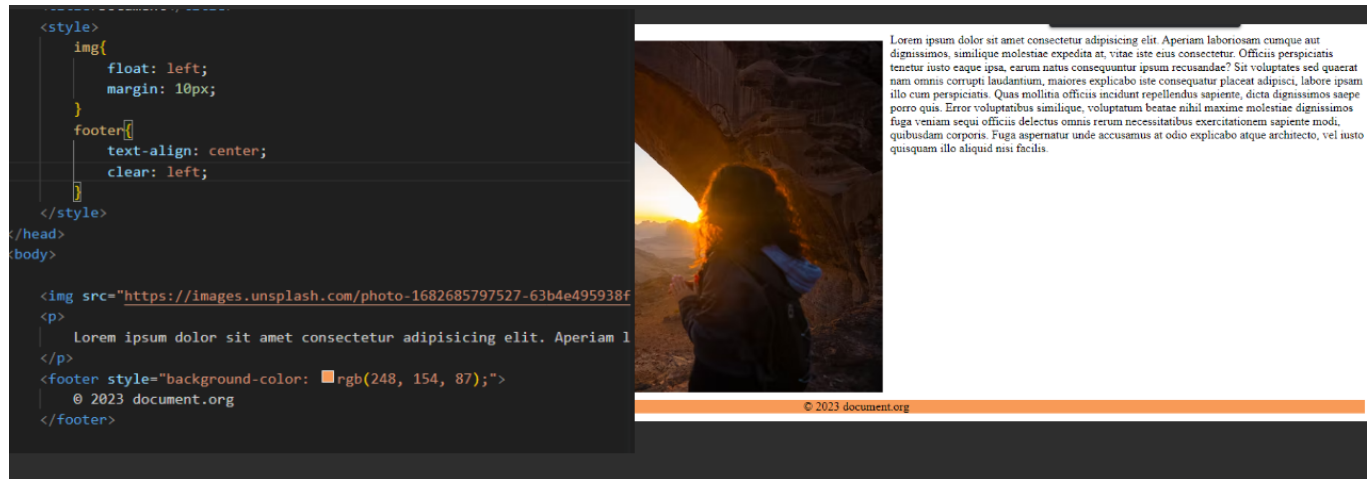 <style>
img{
float: left;
margin: 10px;
}
footer{
text-align: center;
clear: left;
}
</style>
</head>
<body>
<img src="https://images.unsplash.com/photo-1682685797527-63b4e495938f
<p>
Lorem ipsum dolor sit amet consectetur adipisicing elit. Aperiam l
</p>
<footer style="background-color: rgb(248, 154, 87);">
© 2023 document.org
</footer>
Lorem ipsum dolor sit amet consectetur adipisicing elit. Aperiam laboriosam cumque aut
dignissimos, similique molestiae expedita at, vitae iste eius consectetur. Officiis perspiciatis
tenetur iusto eaque ipsa, earum natus consequuntur ipsum recusandae? Sit voluptates sed quaerat
nam omnis corrupti laudantium, maiores explicabo iste consequatur placeat adipisci, labore ipsam
illo cum perspiciatis. Quas mollitia officiis incidunt repellendus sapiente, dicta dignissimos saepe
porro quis. Error voluptatibus similique, voluptatum beatae nihil maxime molestiae dignissimos
fuga veniam sequi officiis delectus omnis rerum necessitatibus exercitationem sapiente modi,
quibusdam corporis. Fuga aspernatur unde accusamus at odio explicabo atque architecto, vel iusto
quisquam illo aliquid nisi facilis.
© 2023 document.org